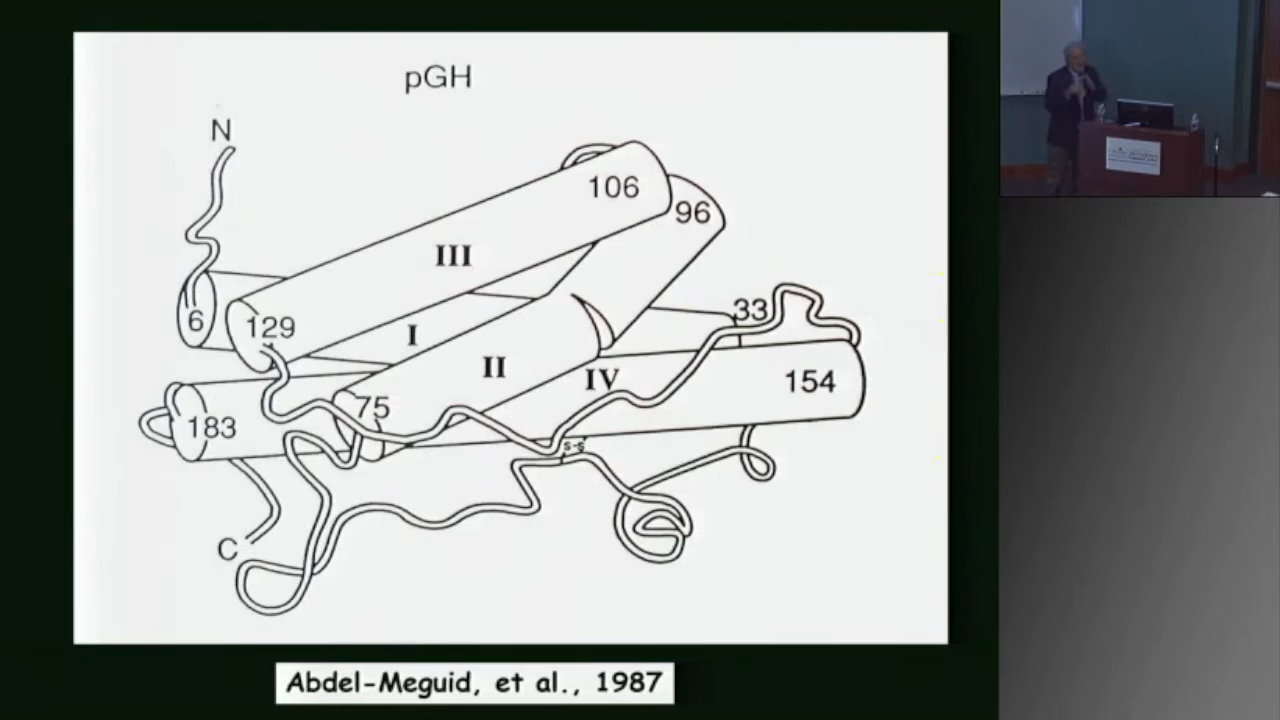 pGH
N
106
96
III
6
129
33
I
II
IV
154
75
183
S-S
C
Abdel-Meguid, et al., 1987